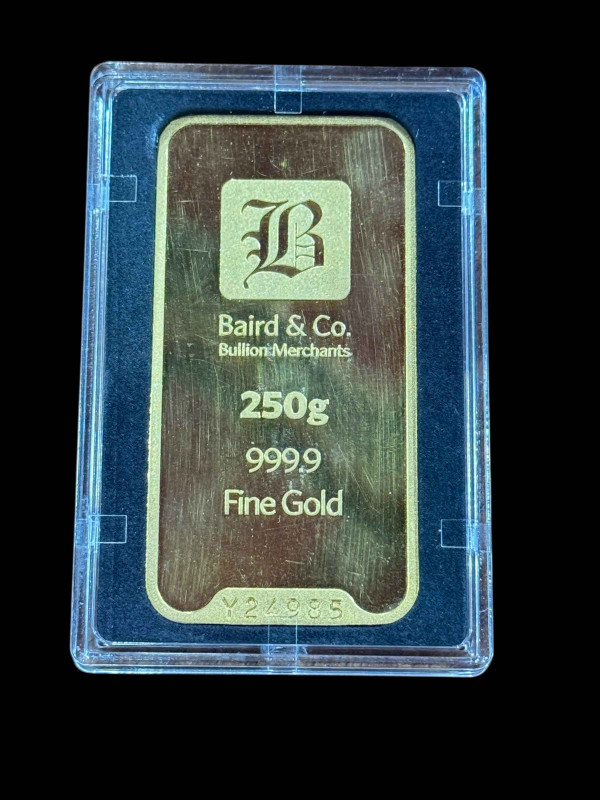 B
Baird & Co.
Bullion Merchants
250g
999.9
Fine Gold
Y24985